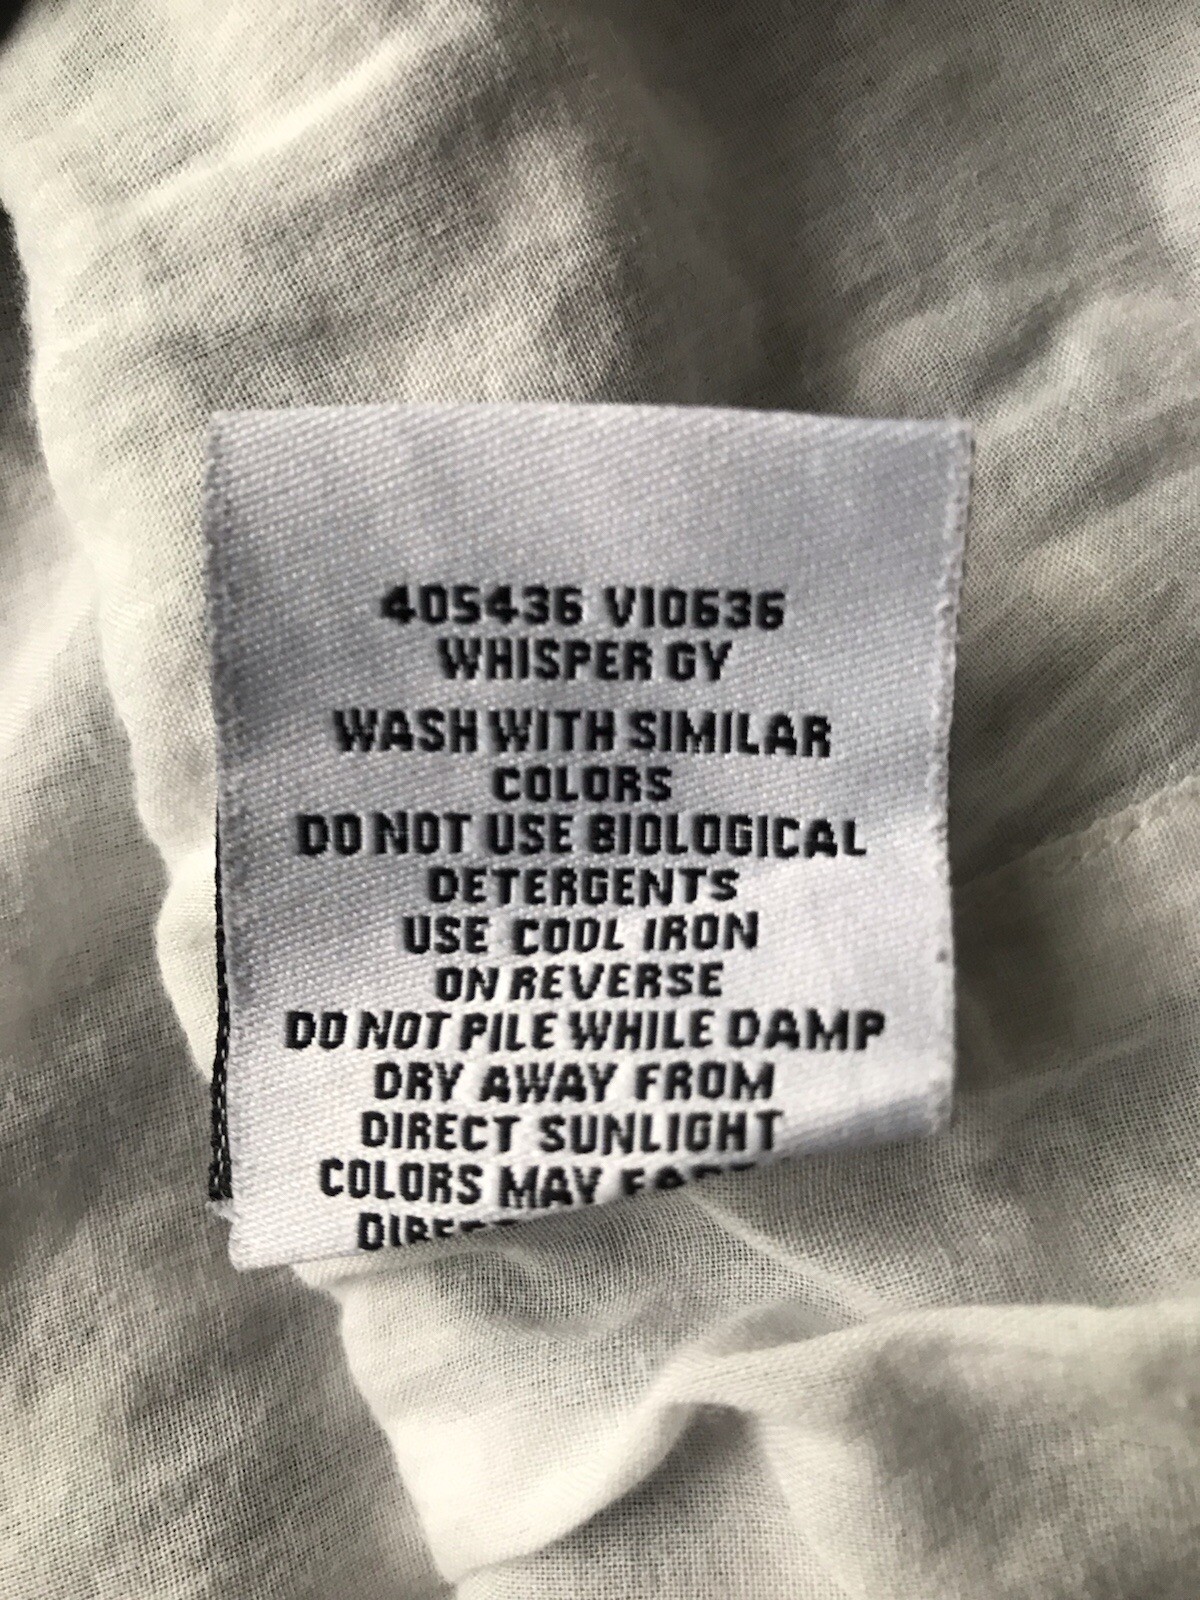 405436 V10636
WHISPER GY
WASH WITH SIMILAR
COLORS
DO NOT USE BIOLOGICAL
DETERGENTS
USE COOL IRON
ON REVERSE
DO NOT PILE WHILE DAMP
DRY AWAY FROM
DIRECT SUNLIGHT
COLORS MAY